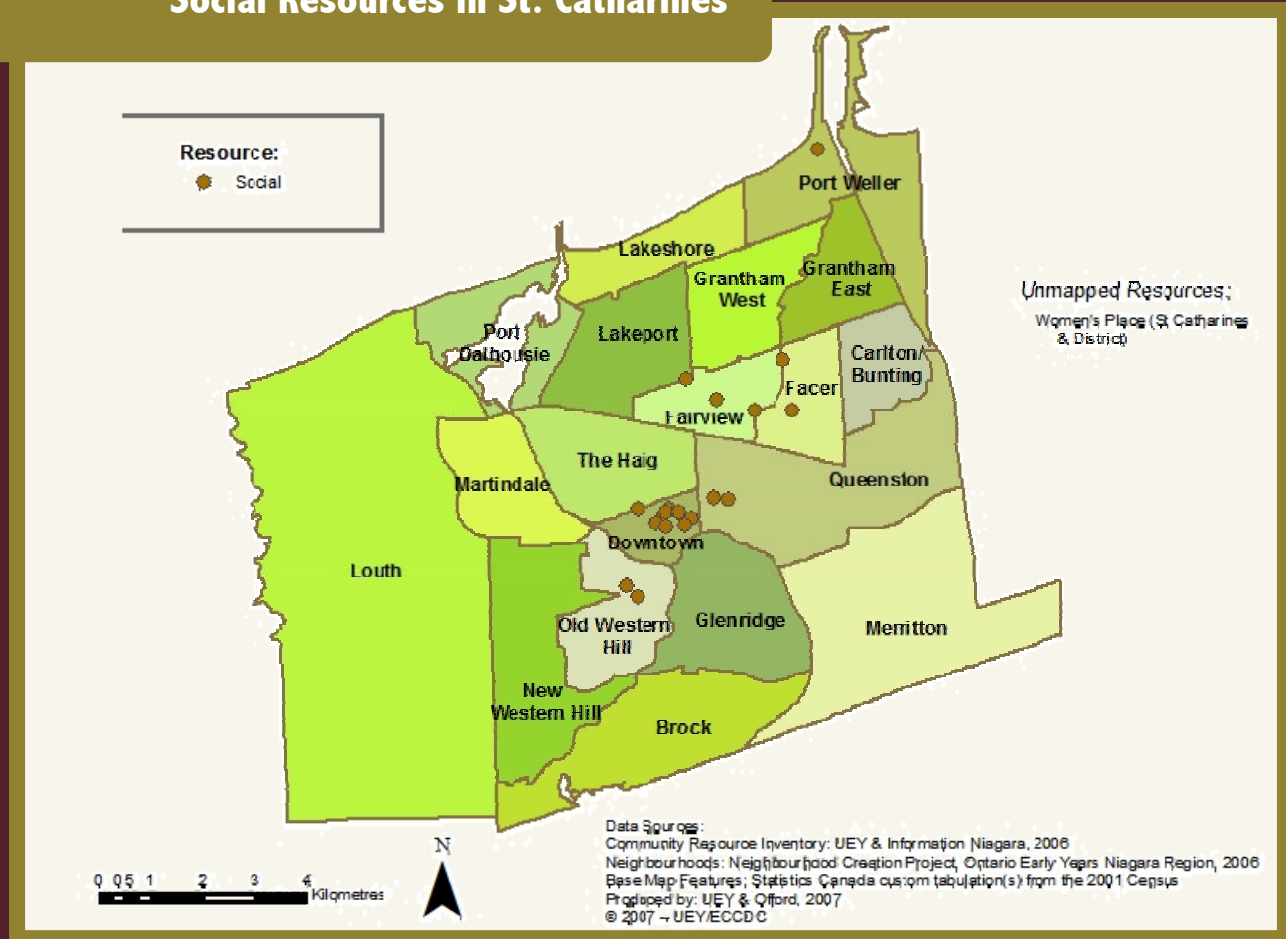 Social Resources in St. Catharines
Resource:
Social
Port Weller
Lakeshore
Grantham
West
Grantham
East
Unmapped Resources:
Women's Place (St Catharines
& District)
Port
Dalhousie
Lakeport
Carlton/
Bunting
Facer
Fairview
The Haig
Martindale
Queenston
Downtown
Louth
Old Western
Hill
Glenridge
Merritton
New
Western Hill
Brock
N
0 0.5 1 2 3 4
Kilometres
Data Sources:
Community Resource Inventory: UEY & Information Niagara, 2006
Neighbourhoods: Neighbourhood Creation Project, Ontario Early Years Niagara Region, 2006
Base Map Features; Statistics Canada custom tabulation(s) from the 2001 Census
Produced by: UEY & Offord, 2007
© 2007 - UEY/ECCDC